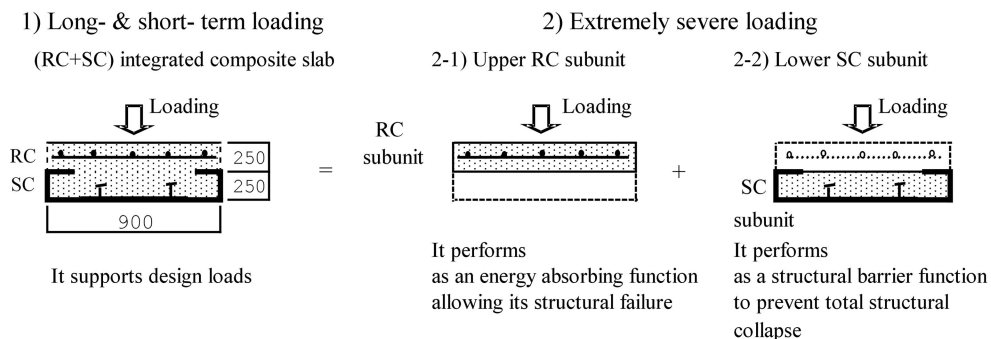 1) Long- & short- term loading
2) Extremely severe loading
(RC+SC) integrated composite slab
2-1) Upper RC subunit
2-2) Lower SC subunit
Loading
Loading
Loading
RC
SC
250
250
900
=
RC
subunit
+
SC
subunit
It supports design loads
It performs
as an energy absorbing function
allowing its structural failure
It performs
as a structural barrier function
to prevent total structural
collapse